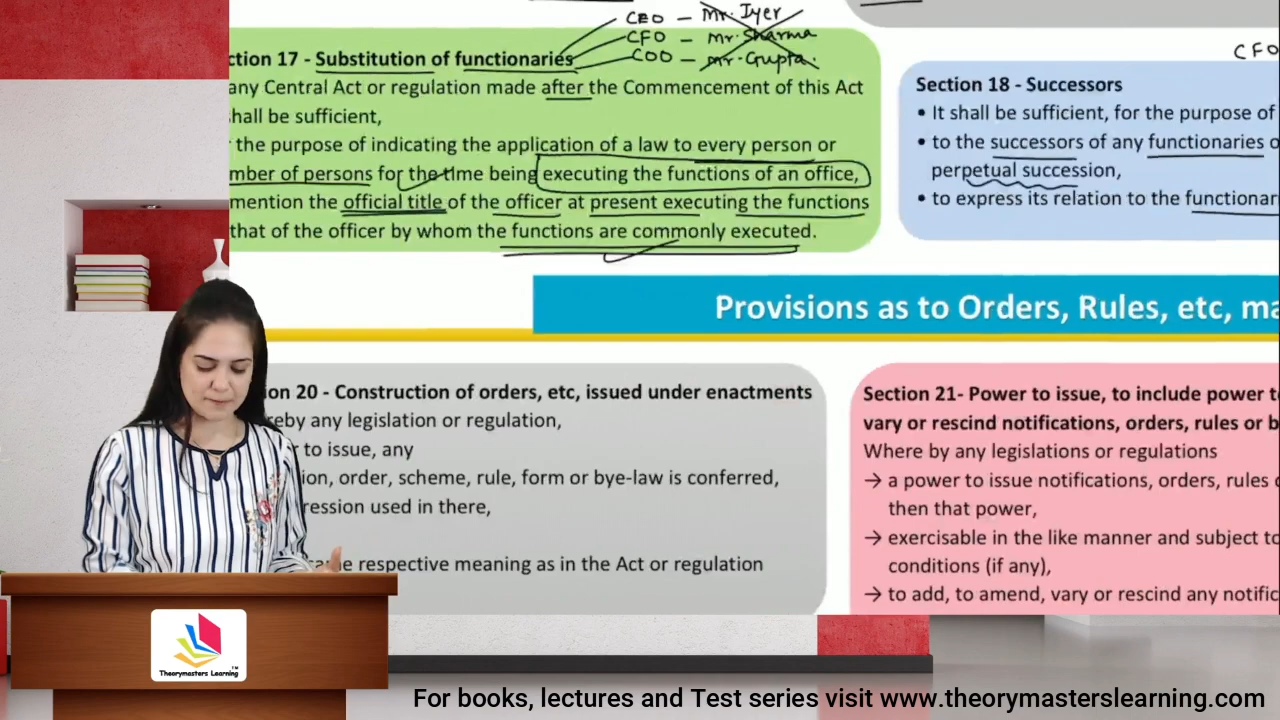 CEO – Mr. Iyer
CFO – Mr. Sharma
COO – Mr. Gupta
ction 17 - Substitution of functionaries
any Central Act or regulation made after the Commencement of this Act
hall be sufficient,
the purpose of indicating the application of a law to every person or
mber of persons for the time being executing the functions of an office,
mention the official title of the officer at present executing the functions
that of the officer by whom the functions are commonly executed.
CFO
Section 18 - Successors
• It shall be sufficient, for the purpose of
• to the successors of any functionaries o
perpetual succession,
• to express its relation to the functionar
Provisions as to Orders, Rules, etc, ma
ion 20 - Construction of orders, etc, issued under enactments
reby any legislation or regulation,
r to issue, any
ion, order, scheme, rule, form or bye-law is conferred,
ression used in there,
respective meaning as in the Act or regulation
Section 21- Power to issue, to include power t
vary or rescind notifications, orders, rules or b
Where by any legislations or regulations
→ a power to issue notifications, orders, rules
then that power,
→ exercisable in the like manner and subject to
conditions (if any),
→ to add, to amend, vary or rescind any notific
Theorymasters Learning™
For books, lectures and Test series visit www.theorymasterslearning.com